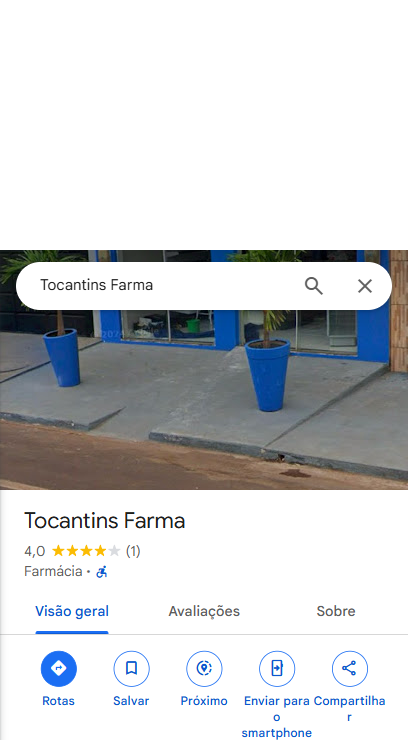 Tocantins Farma
Tocantins Farma
4,0 (1)
Farmácia ·
Visão geral Avaliações Sobre
Rotas Salvar Próximo Enviar para o smartphone Compartilhar